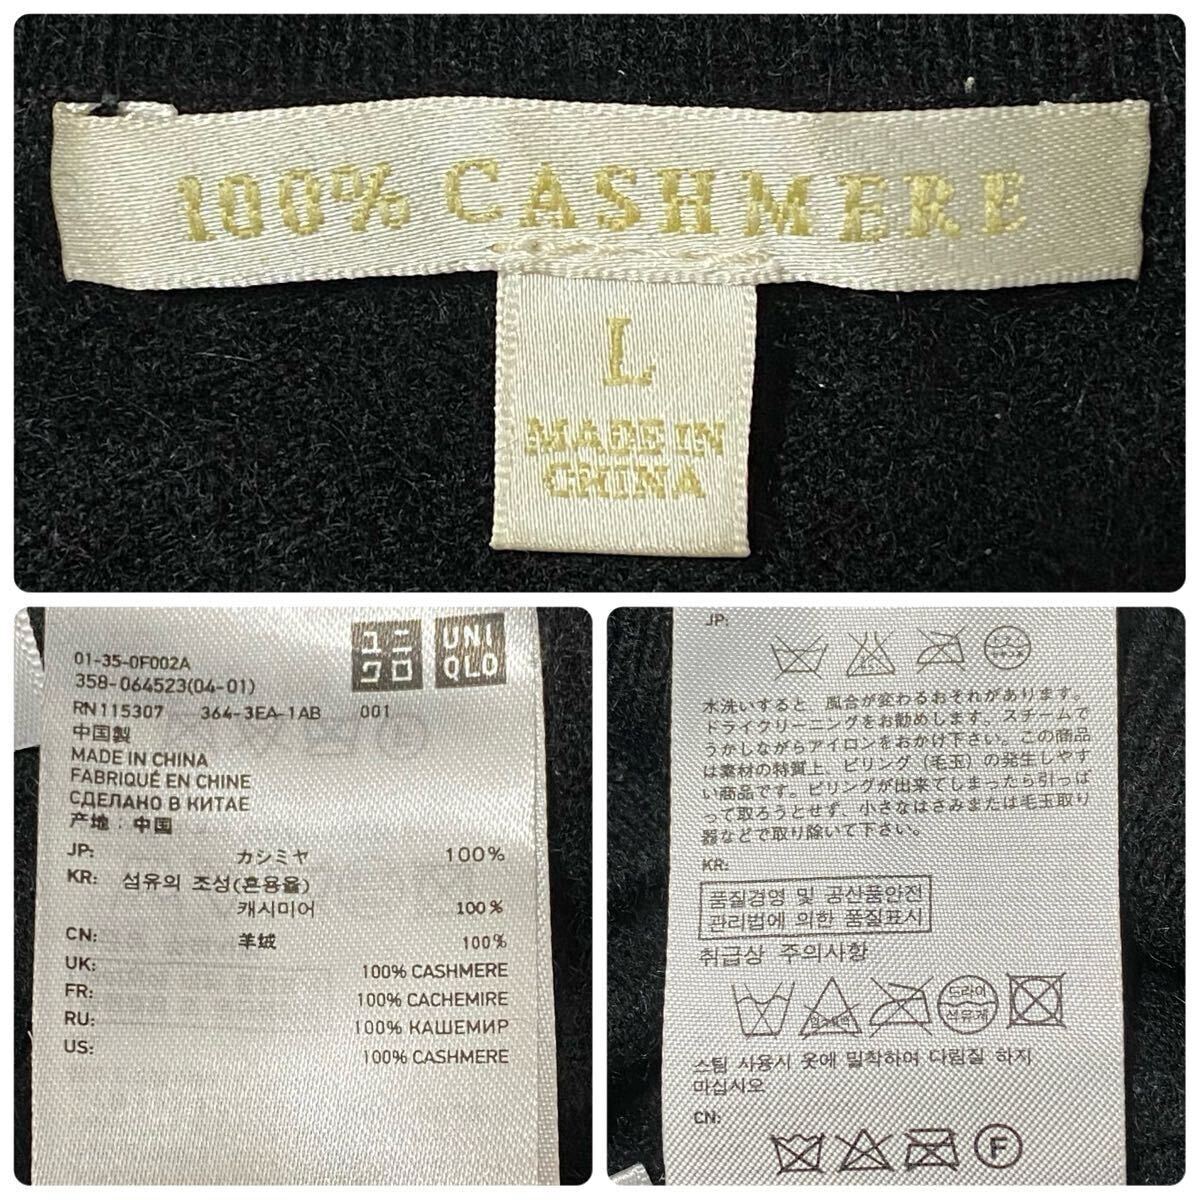 100% CASHMERE
L
MADE IN
CHINA
ユニ
クロ
UNI
QLO
01-35-0F002A
358-064523(04-01)
RN115307 364-3EA-1AB 001
中国製
MADE IN CHINA
FABRIQUÉ EN CHINE
СДЕЛАНО В КИТАЕ
产地：中国
JP: カシミヤ 100%
KR: 섬유의 조성(혼용율)
캐시미어 100%
CN: 羊绒 100%
UK: 100% CASHMERE
FR: 100% CACHEMIRE
RU: 100% КАШЕМИР
US: 100% CASHMERE
JP:
水洗いすると 風合が変わるおそれがあります。
ドライクリーニングをお勧めします。スチームで
うかしながらアイロンをおかけ下さい。この商品
は素材の特質上、ピリング（毛玉）の発生しやす
い商品です。ピリングが出来てしまったら引っぱ
って取ろうとせず、小さなはさみまたは毛玉取り
器などで取り除いて下さい。
KR:
품질경영 및 공산품안전
관리법에 의한 품질표시
취급상 주의사항
드라이
석유계
스팀 사용시 옷에 밀착하여 다림질 하지
마십시오
CN:
F